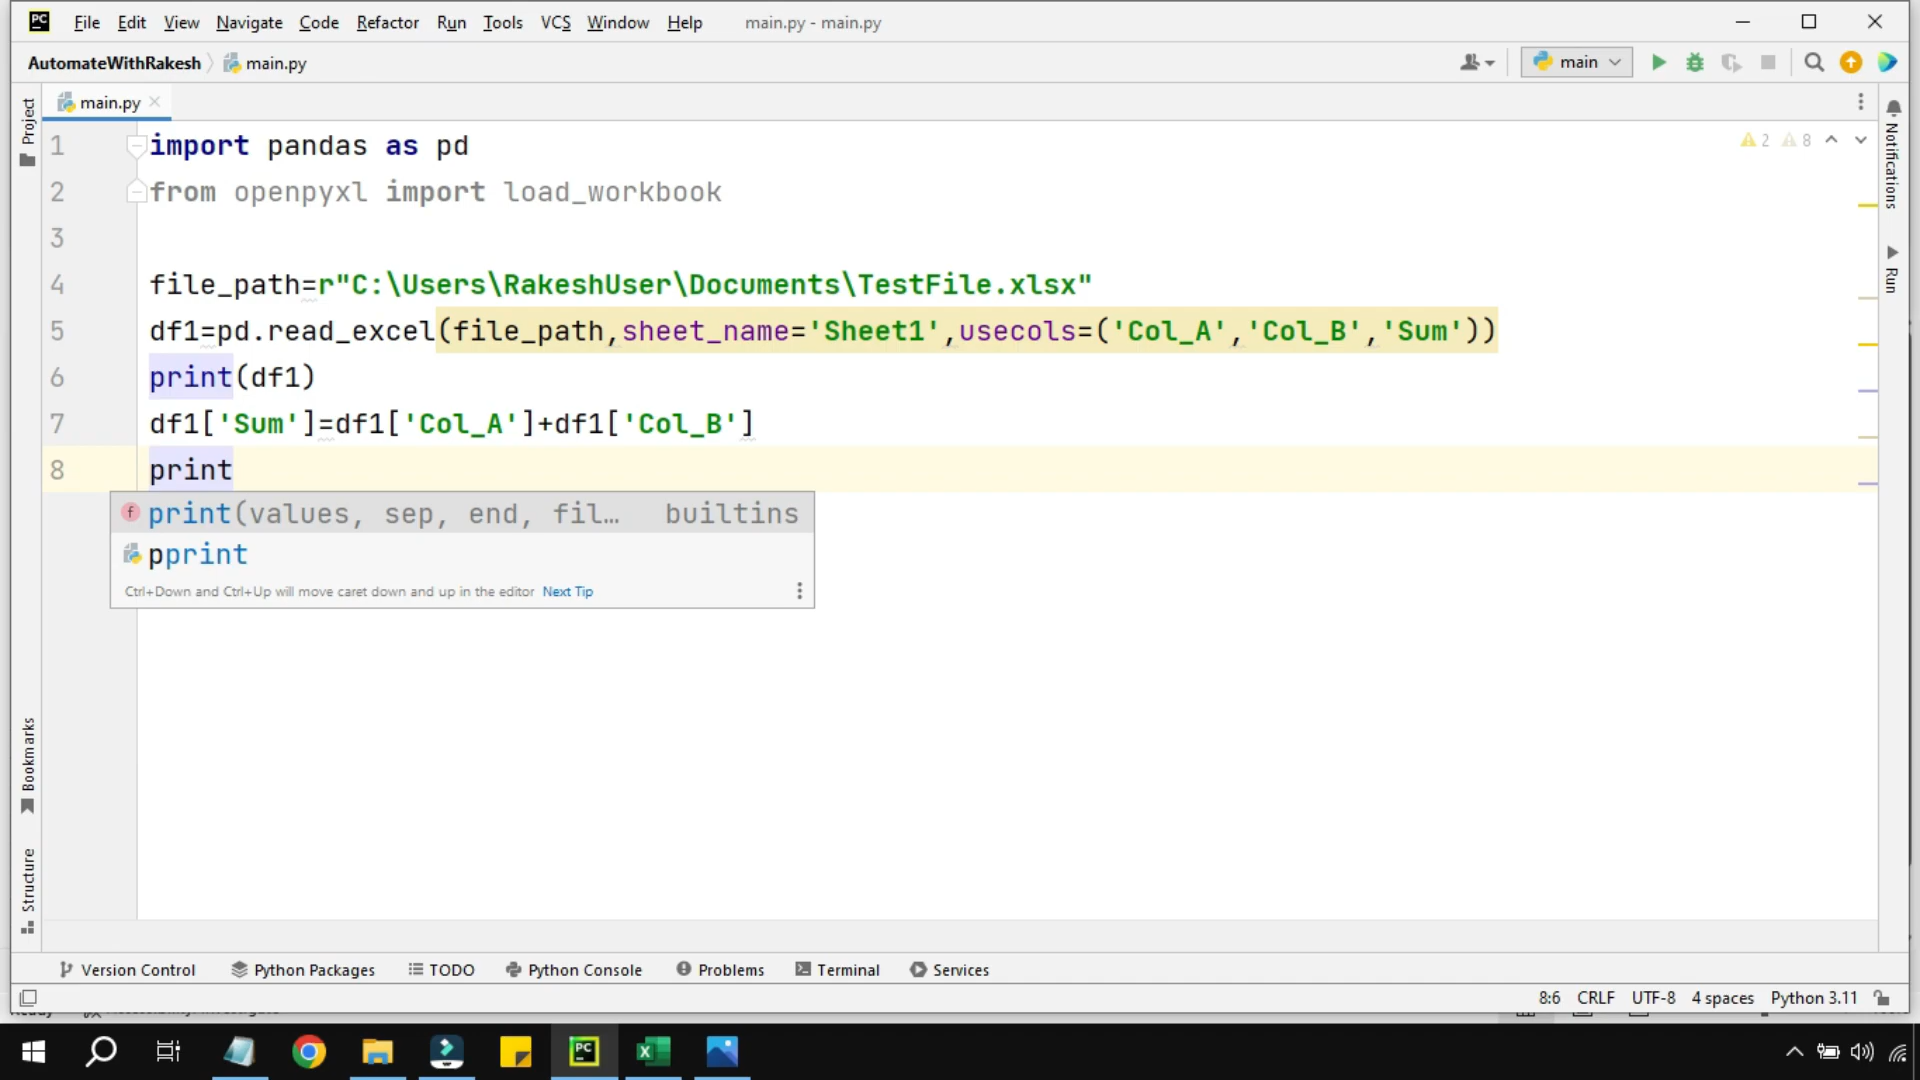 PC File Edit View Navigate Code Refactor Run Tools VCS Window Help main.py - main.py
AutomateWithRakesh main.py main
Project main.py
Notifications
Run
2 8
1 import pandas as pd
2 from openpyxl import load_workbook
3
4 file_path=r"C:\Users\RakeshUser\Documents\TestFile.xlsx"
5 df1=pd.read_excel(file_path,sheet_name='Sheet1',usecols=('Col_A','Col_B','Sum'))
6 print(df1)
7 df1['Sum']=df1['Col_A']+df1['Col_B']
8 print
f print(values, sep, end, fil… builtins
pprint
Ctrl+Down and Ctrl+Up will move caret down and up in the editor Next Tip
Bookmarks
Structure
Version Control Python Packages TODO Python Console Problems Terminal Services
8:6 CRLF UTF-8 4 spaces Python 3.11
PC X